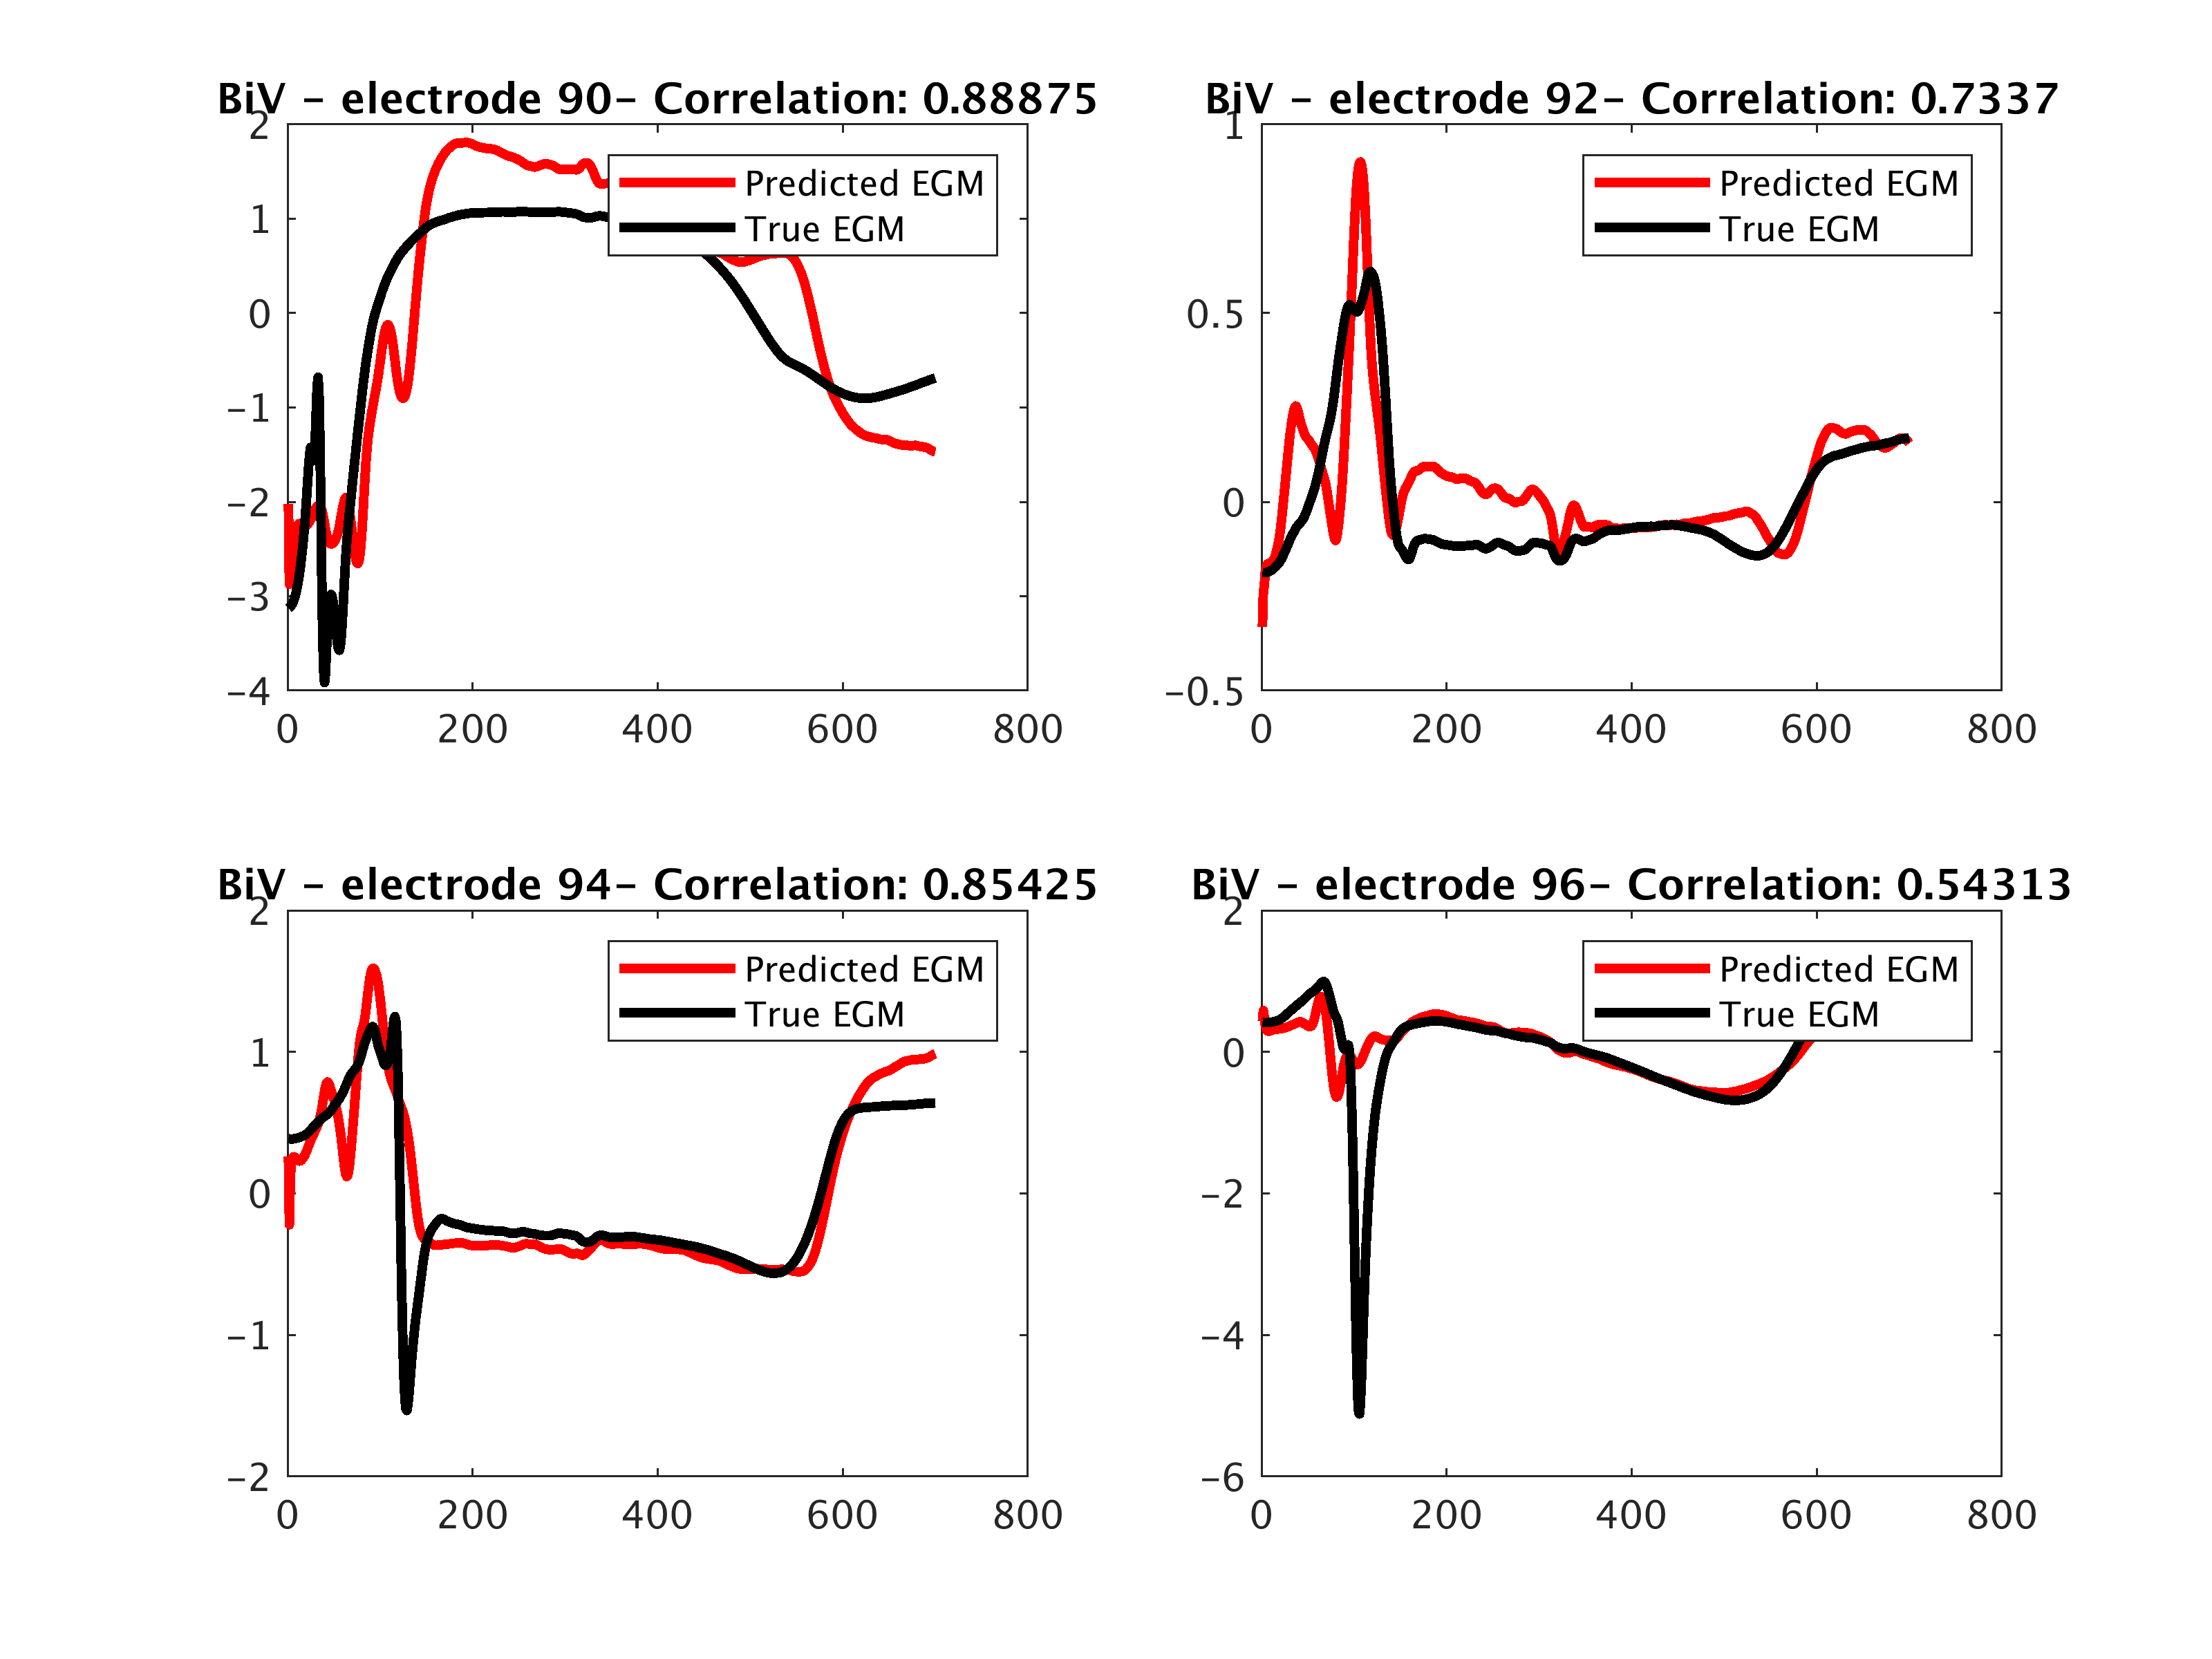 BiV – electrode 90– Correlation: 0.88875
2
1
0
−1
−2
−3
−4
0 200 400 600 800
Predicted EGM
True EGM
BiV – electrode 92– Correlation: 0.7337
1
0.5
0
−0.5
0 200 400 600 800
Predicted EGM
True EGM
BiV – electrode 94– Correlation: 0.85425
2
1
0
−1
−2
0 200 400 600 800
Predicted EGM
True EGM
BiV – electrode 96– Correlation: 0.54313
2
0
−2
−4
−6
0 200 400 600 800
Predicted EGM
True EGM